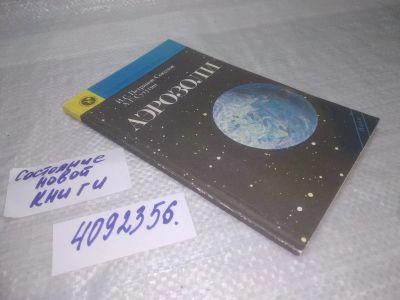 АЭРОЗОЛИ
Состояние
новой
книги
4092356.